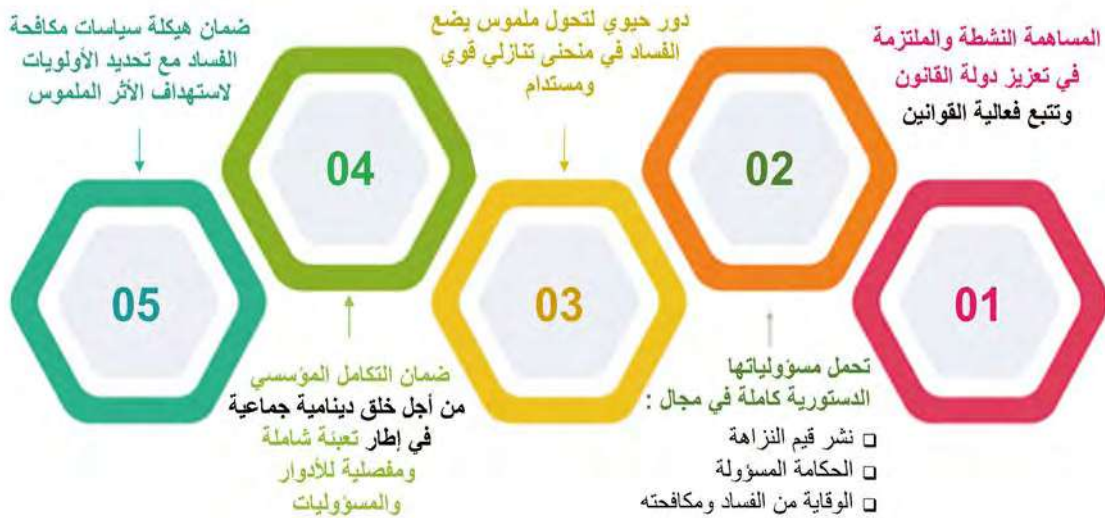 المساهمة النشطة والملتزمة
في تعزيز دولة القانون
وتتبع فعالية القوانين
01
02
تحمل مسؤولياتها
الدستورية كاملة في مجال :
❑ نشر قيم النزاهة
❑ الحكامة المسؤولة
❑ الوقاية من الفساد ومكافحته
دور حيوي لتحول ملموس يضع
الفساد في منحنى تنازلي قوي
ومستدام
03
04
ضمان التكامل المؤسسي
من أجل خلق دينامية جماعية
في إطار تعبئة شاملة
ومفصلية للأدوار
والمسؤوليات
ضمان هيكلة سياسات مكافحة
الفساد مع تحديد الأولويات
لاستهداف الأثر الملموس
05